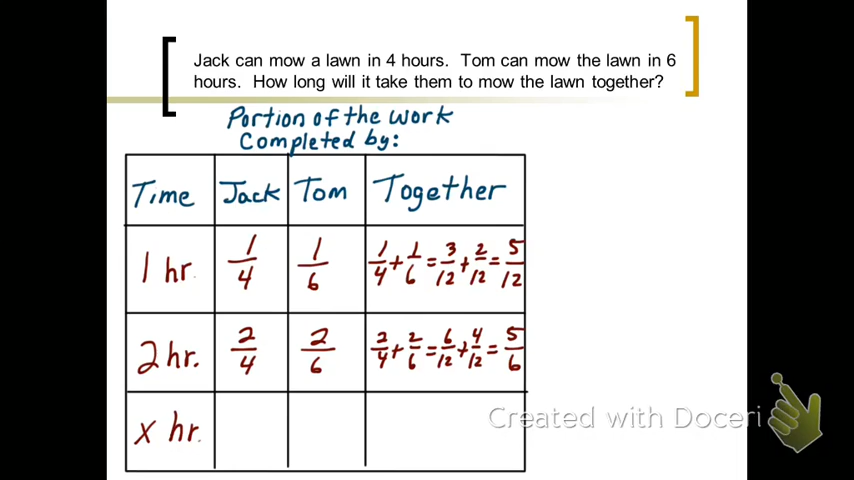 Jack can mow a lawn in 4 hours. Tom can mow the lawn in 6
hours. How long will it take them to mow the lawn together?
Portion of the work
Completed by:
Time Jack Tom Together
1 hr. 1/4 1/6 1/4 + 1/6 = 3/12 + 2/12 = 5/12
2 hr. 2/4 2/6 2/4 + 2/6 = 6/12 + 4/12 = 5/6
x hr.
Created with Doceri